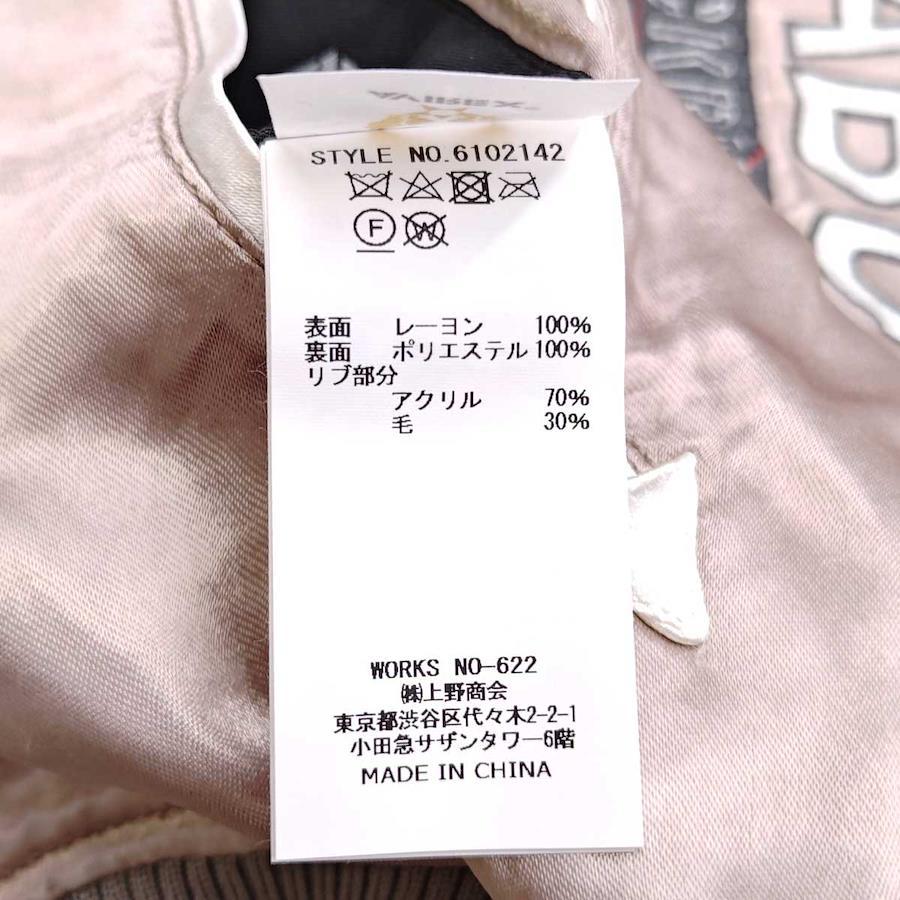 STYLE NO.6102142
F
W
表面 レーヨン 100%
裏面 ポリエステル 100%
リブ部分
アクリル 70%
毛 30%
WORKS NO-622
㈱上野商会
東京都渋谷区代々木2-2-1
小田急サザンタワー6階
MADE IN CHINA
ABO